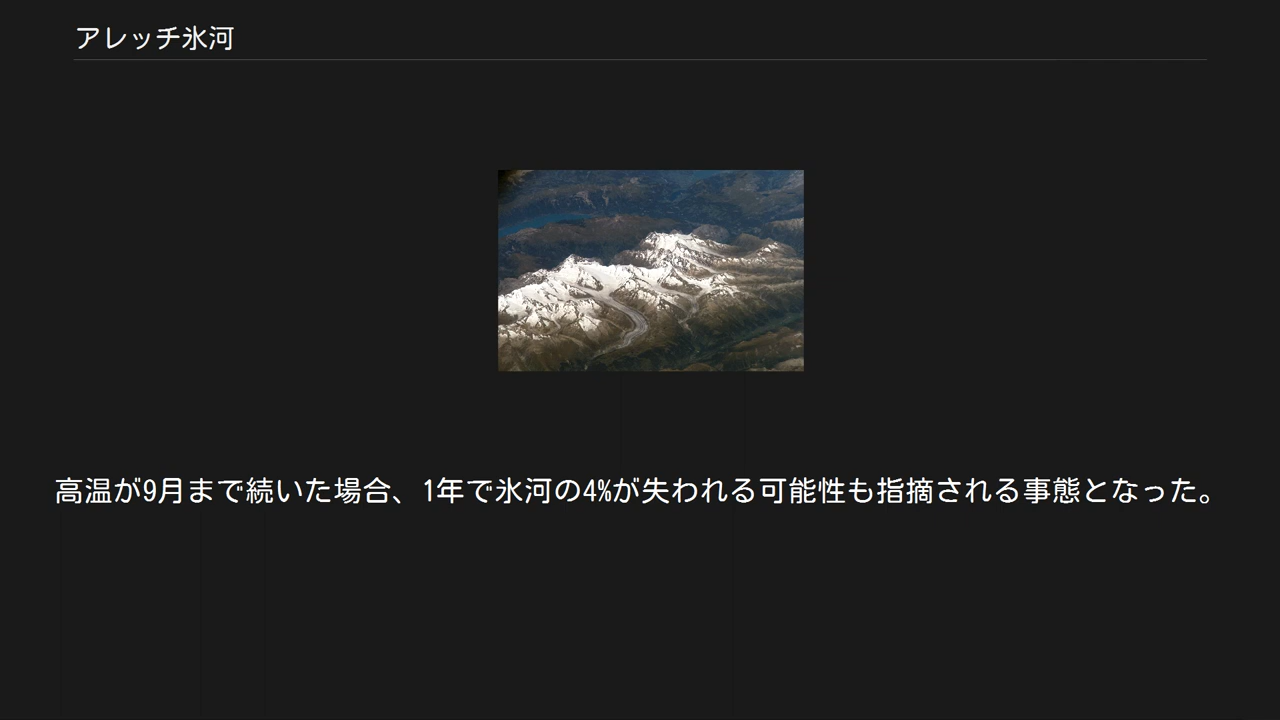 アレッチ氷河
高温が9月まで続いた場合、1年で氷河の4%が失われる可能性も指摘される事態となった。